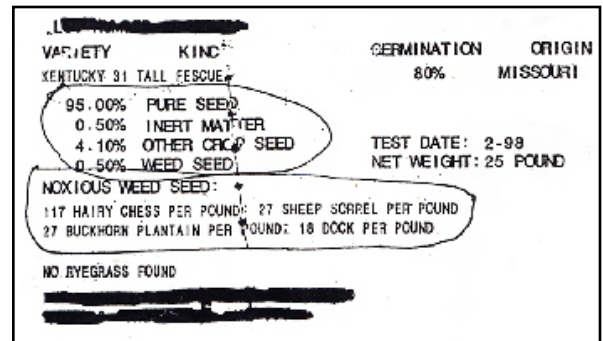 VARIETY KIND GERMINATION ORIGIN
KENTUCKY 31 TALL FESCUE 80% MISSOURI
95.00% PURE SEED
0.50% INERT MATTER
4.10% OTHER CROP SEED TEST DATE: 2-98
0.50% WEED SEED NET WEIGHT: 25 POUND
NOXIOUS WEED SEED:
117 HAIRY CHESS PER POUND: 27 SHEEP SORREL PER POUND
27 BUCKHORN PLANTAIN PER POUND: 18 DOCK PER POUND
NO RYEGRASS FOUND